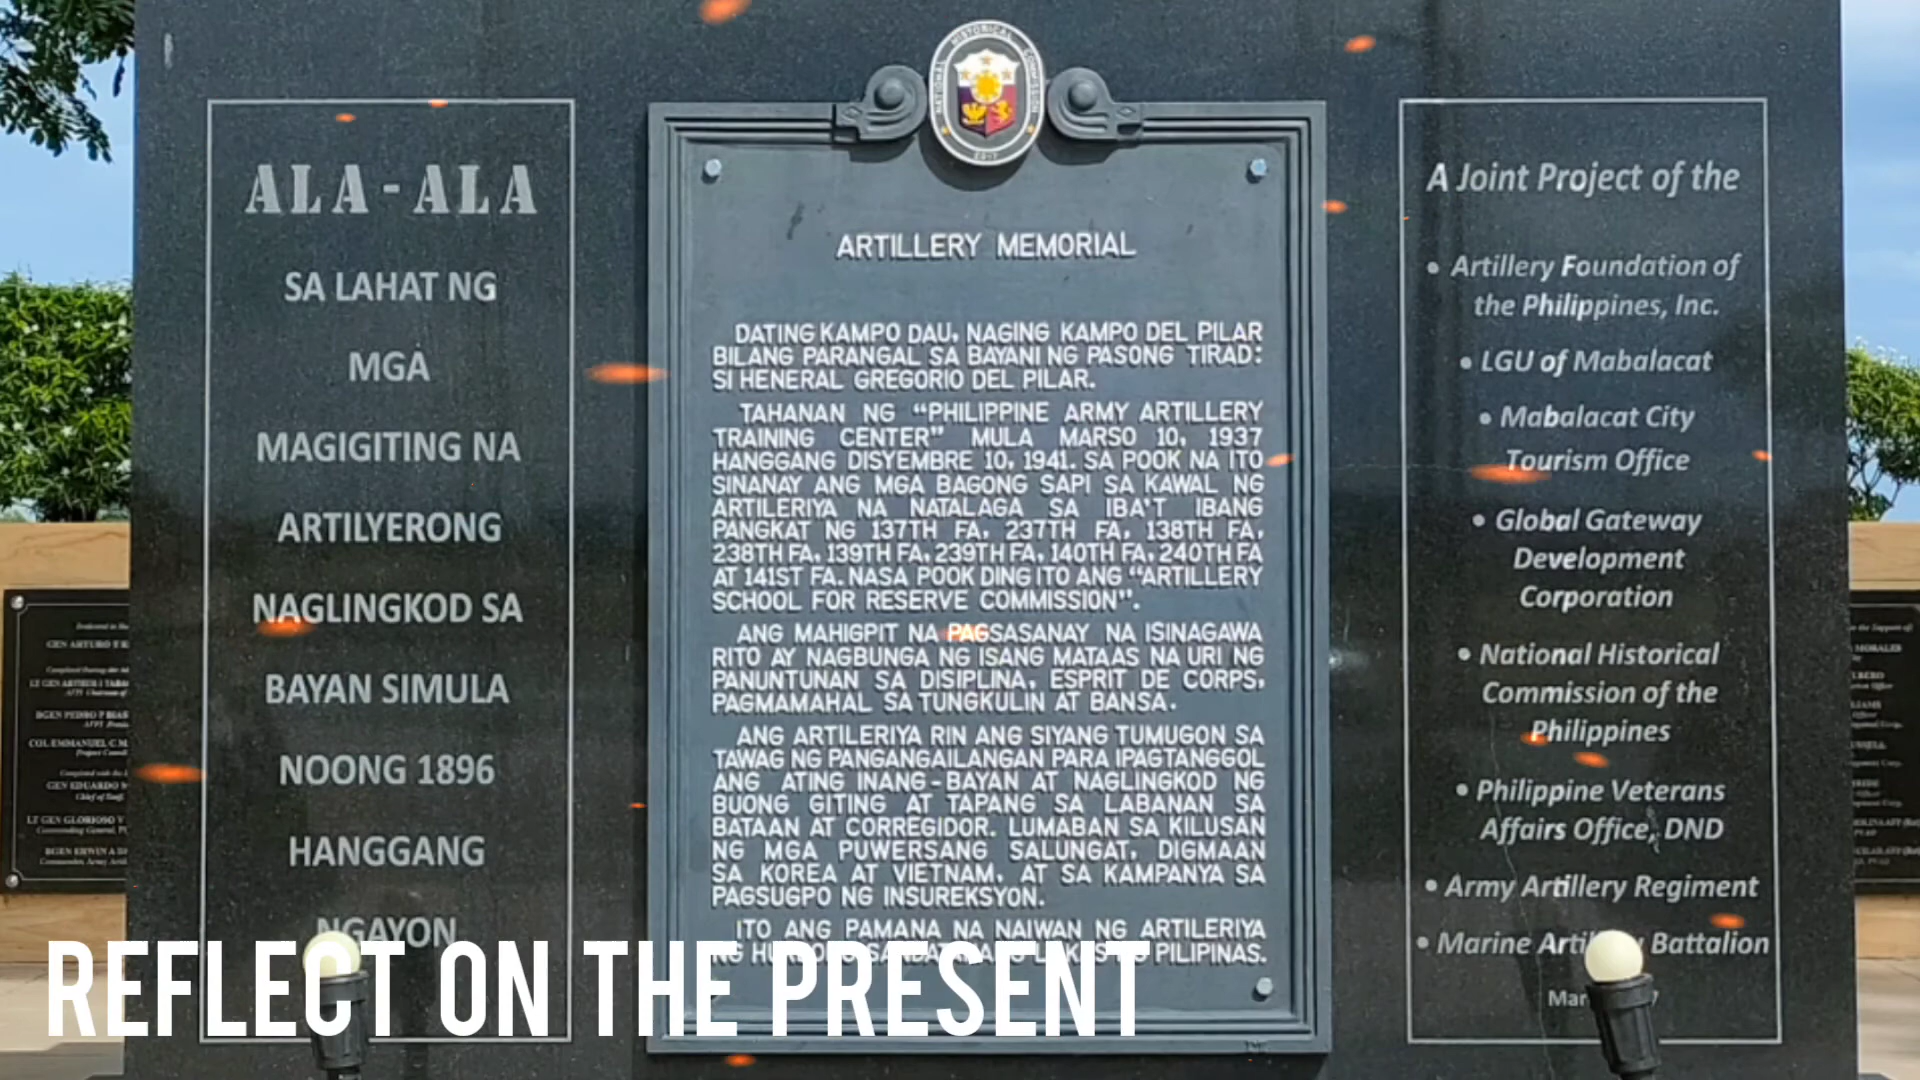 ALA-ALA
SA LAHAT NG
MGA
MAGIGITING NA
ARTILYERONG
NAGLINGKOD SA
BAYAN SIMULA
NOONG 1896
HANGGANG
NGAYON
NATIONAL HISTORICAL COMMISSION
2017
ARTILLERY MEMORIAL
DATING KAMPO DAU, NAGING KAMPO DEL PILAR
BILANG PARANGAL SA BAYANI NG PASONG TIRAD:
SI HENERAL GREGORIO DEL PILAR.
TAHANAN NG “PHILIPPINE ARMY ARTILLERY
TRAINING CENTER” MULA MARSO 10, 1937
HANGGANG DISYEMBRE 10, 1941. SA POOK NA ITO
SINANAY ANG MGA BAGONG SAPI SA KAWAL NG
ARTILERIYA NA NATALAGA SA IBA'T IBANG
PANGKAT NG 137TH FA, 237TH FA, 138TH FA,
238TH FA, 139TH FA, 239TH FA, 140TH FA, 240TH FA
AT 141ST FA. NASA POOK DING ITO ANG “ARTILLERY
SCHOOL FOR RESERVE COMMISSION”.
ANG MAHIGPIT NA PAGSASANAY NA ISINAGAWA
RITO AY NAGBUNGA NG ISANG MATAAS NA URI NG
PANUNTUNAN SA DISIPLINA, ESPRIT DE CORPS,
PAGMAMAHAL SA TUNGKULIN AT BANSA.
ANG ARTILERIYA RIN ANG SIYANG TUMUGON SA
TAWAG NG PANGANGAILANGAN PARA IPAGTANGGOL
ANG ATING INANG-BAYAN AT NAGLINGKOD NG
BUONG GITING AT TAPANG SA LABANAN SA
BATAAN AT CORREGIDOR. LUMABAN SA KILUSAN
NG MGA PUWERSANG SALUNGAT, DIGMAAN
SA KOREA AT VIETNAM, AT SA KAMPANYA SA
PAGSUGPO NG INSUREKSYON.
ITO ANG PAMANA NA NAIWAN NG ARTILERIYA
NG PILIPINAS.
A Joint Project of the
• Artillery Foundation of
the Philippines, Inc.
• LGU of Mabalacat
• Mabalacat City
Tourism Office
• Global Gateway
Development
Corporation
• National Historical
Commission of the
Philippines
• Philippine Veterans
Affairs Office, DND
• Army Artillery Regiment
• Marine Battalion
REFLECT ON THE PRESENT